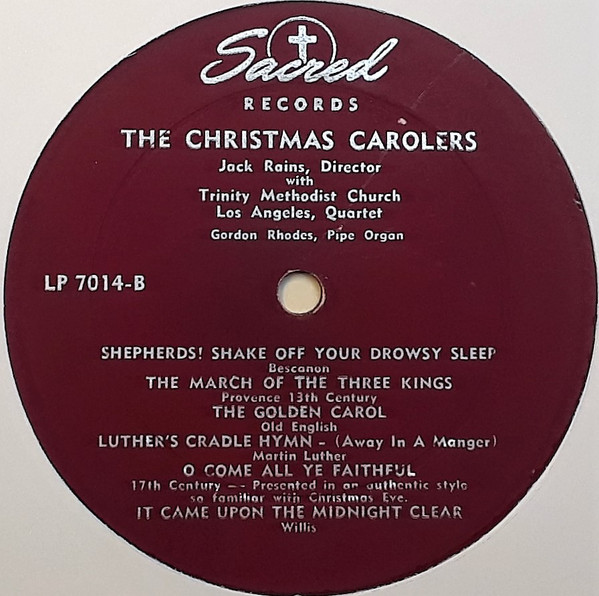 Sacred
RECORDS
THE CHRISTMAS CAROLERS
Jack Rains, Director
with
Trinity Methodist Church
Los Angeles, Quartet
Gordon Rhodes, Pipe Organ
LP 7014-B
SHEPHERDS! SHAKE OFF YOUR DROWSY SLEEP
Bescanon
THE MARCH OF THE THREE KINGS
Provence 13th Century
THE GOLDEN CAROL
Old English
LUTHER'S CRADLE HYMN - (Away In A Manger)
Martin Luther
O COME ALL YE FAITHFUL
17th Century -- Presented in an authentic style
so familiar with Christmas Eve.
IT CAME UPON THE MIDNIGHT CLEAR
Willis